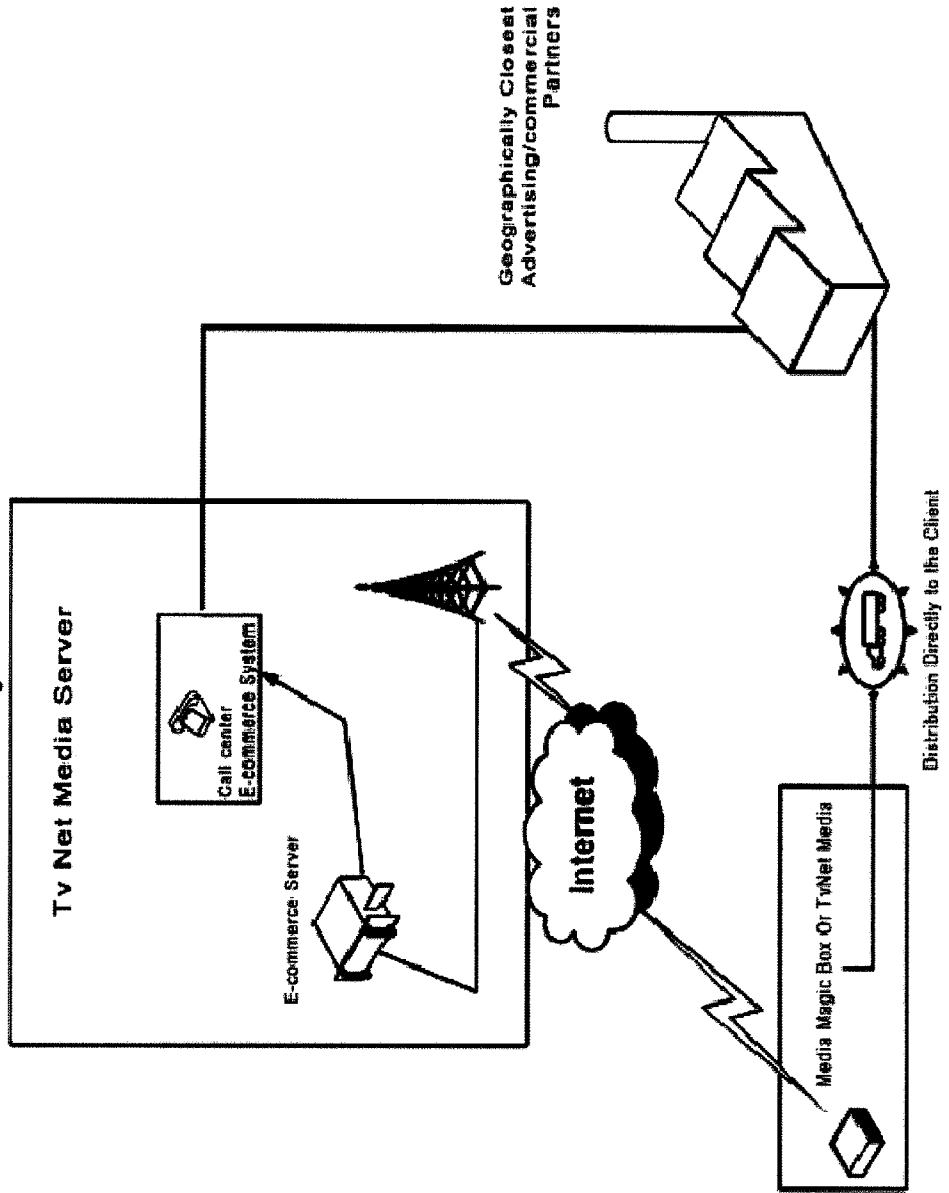 Tv Net Media Server
Call center
E-commerce System
E-commerce Server
Internet
Geographically Closest
Advertising/commercial
Partners
Media Magic Box Or TvNet Media
Distribution Directly to the Client